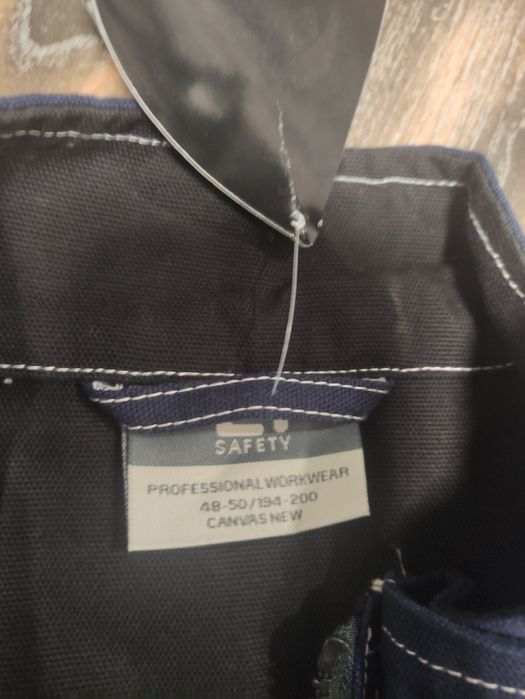 SAFETY
PROFESSIONAL WORKWEAR
48-50/194-200
CANVAS NEW